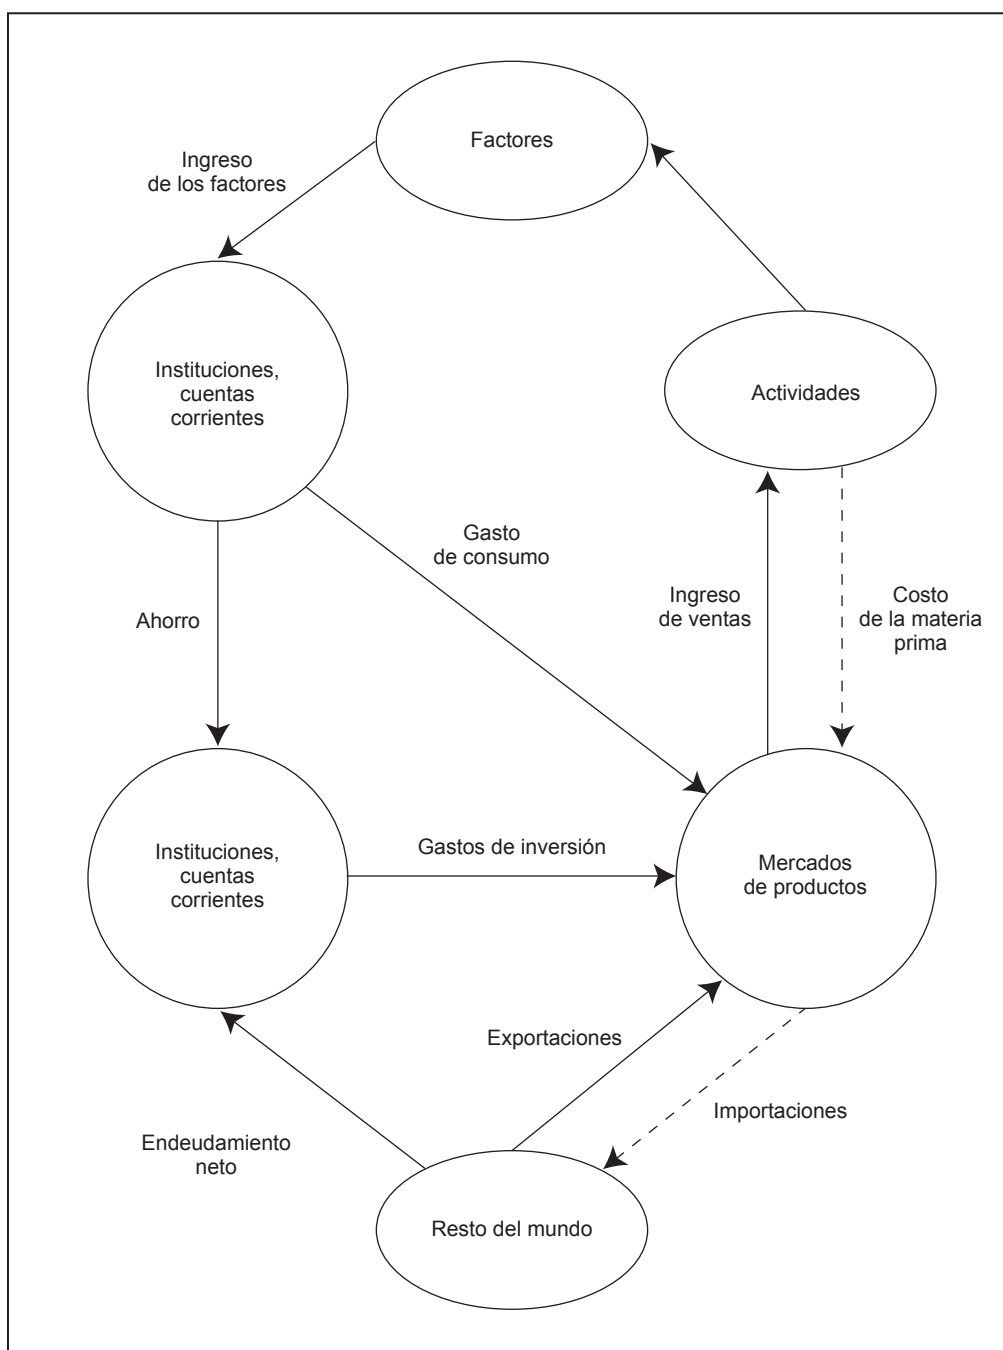 Factores
Ingreso
de los factores
Instituciones,
cuentas
corrientes
Actividades
Gasto
de consumo
Ahorro
Ingreso
de ventas
Costo
de la materia
prima
Instituciones,
cuentas
corrientes
Gastos de inversión
Mercados
de productos
Exportaciones
Importaciones
Endeudamiento
neto
Resto del mundo